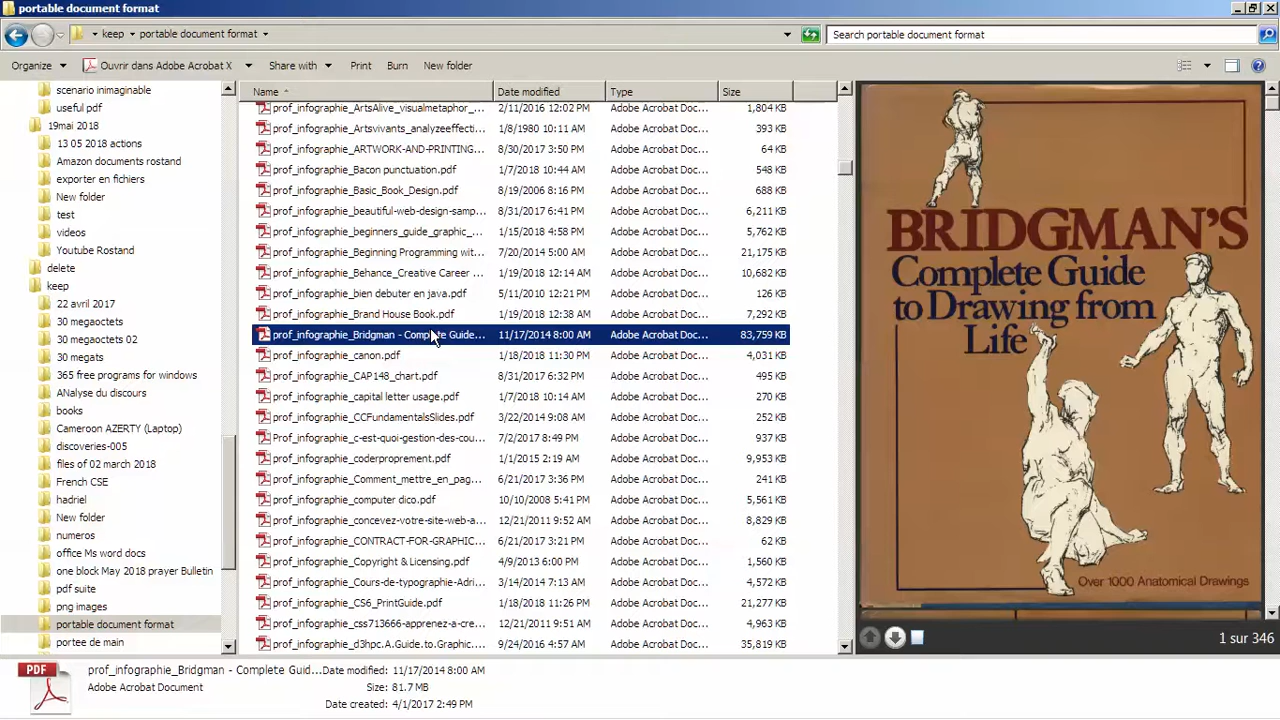 portable document format
keep portable document format
Search portable document format
Organize Ouvrir dans Adobe Acrobat X Share with Print Burn New folder
scenario inimaginable
useful pdf
19mai 2018
13 05 2018 actions
Amazon documents rostand
exporter en fichiers
New folder
test
videos
Youtube Rostand
delete
keep
22 avril 2017
30 megaoctets
30 megaoctets 02
30 megats
365 free programs for windows
ANalyse du discours
books
Cameroon AZERTY (Laptop)
discoveries-005
files of 02 march 2018
French CSE
hadriel
New folder
numeros
office Ms word docs
one block May 2018 prayer Bulletin
pdf suite
png images
portable document format
portee de main
Name Date modified Type Size
prof_infographie_ArtsAlive_visualmetaphor_... 2/11/2016 12:02 PM Adobe Acrobat Doc... 1,804 KB
prof_infographie_Artsvivants_analyzeeffecti... 1/8/1980 10:11 AM Adobe Acrobat Doc... 393 KB
prof_infographie_ARTWORK-AND-PRINTING... 8/30/2017 3:50 PM Adobe Acrobat Doc... 64 KB
prof_infographie_Bacon punctuation.pdf 1/7/2018 10:44 AM Adobe Acrobat Doc... 548 KB
prof_infographie_Basic_Book_Design.pdf 8/19/2006 8:16 PM Adobe Acrobat Doc... 688 KB
prof_infographie_beautiful-web-design-samp... 8/31/2017 6:41 PM Adobe Acrobat Doc... 6,211 KB
prof_infographie_beginners_guide_graphic_... 1/15/2018 4:58 PM Adobe Acrobat Doc... 5,762 KB
prof_infographie_Beginning Programming wit... 7/20/2014 5:00 AM Adobe Acrobat Doc... 21,175 KB
prof_infographie_Behance_Creative Career ... 1/19/2018 12:14 AM Adobe Acrobat Doc... 10,682 KB
prof_infographie_bien debuter en java.pdf 5/11/2010 12:21 PM Adobe Acrobat Doc... 126 KB
prof_infographie_Brand House Book.pdf 1/19/2018 12:38 AM Adobe Acrobat Doc... 7,292 KB
prof_infographie_Bridgman - Complete Guide... 11/17/2014 8:00 AM Adobe Acrobat Doc... 83,759 KB
prof_infographie_canon.pdf 1/18/2018 11:30 PM Adobe Acrobat Doc... 4,031 KB
prof_infographie_CAP148_chart.pdf 8/31/2017 6:32 PM Adobe Acrobat Doc... 495 KB
prof_infographie_capital letter usage.pdf 1/7/2018 10:14 AM Adobe Acrobat Doc... 270 KB
prof_infographie_CCFundamentalsSlides.pdf 3/22/2014 9:08 AM Adobe Acrobat Doc... 252 KB
Prof_infographie_c-est-quoi-gestion-des-cou... 7/2/2017 8:49 PM Adobe Acrobat Doc... 937 KB
prof_infographie_coderproprement.pdf 1/1/2015 2:19 AM Adobe Acrobat Doc... 9,953 KB
prof_infographie_Comment_mettre_en_pag... 6/21/2017 3:36 PM Adobe Acrobat Doc... 241 KB
prof_infographie_computer dico.pdf 10/10/2008 5:41 PM Adobe Acrobat Doc... 5,561 KB
prof_infographie_concevez-votre-site-web-a... 12/21/2011 9:52 AM Adobe Acrobat Doc... 8,829 KB
prof_infographie_CONTRACT-FOR-GRAPHIC... 6/21/2017 3:21 PM Adobe Acrobat Doc... 62 KB
prof_infographie_Copyright & Licensing.pdf 4/9/2013 6:00 PM Adobe Acrobat Doc... 1,560 KB
prof_infographie_Cours-de-typographie-Adri... 3/14/2014 7:13 AM Adobe Acrobat Doc... 4,572 KB
prof_infographie_CS6_PrintGuide.pdf 1/18/2018 11:26 PM Adobe Acrobat Doc... 21,277 KB
prof_infographie_css713666-apprenez-a-cre... 12/21/2011 9:51 AM Adobe Acrobat Doc... 4,963 KB
prof_infographie_d3hpc.A.Guide.to.Graphic... 9/24/2016 4:57 AM Adobe Acrobat Doc... 35,819 KB
BRIDGMAN'S
Complete Guide
to Drawing from
Life
Over 1000 Anatomical Drawings
1 sur 346
PDF
prof_infographie_Bridgman - Complete Guid... Date modified: 11/17/2014 8:00 AM
Adobe Acrobat Document Size: 81.7 MB
Date created: 4/1/2017 2:49 PM